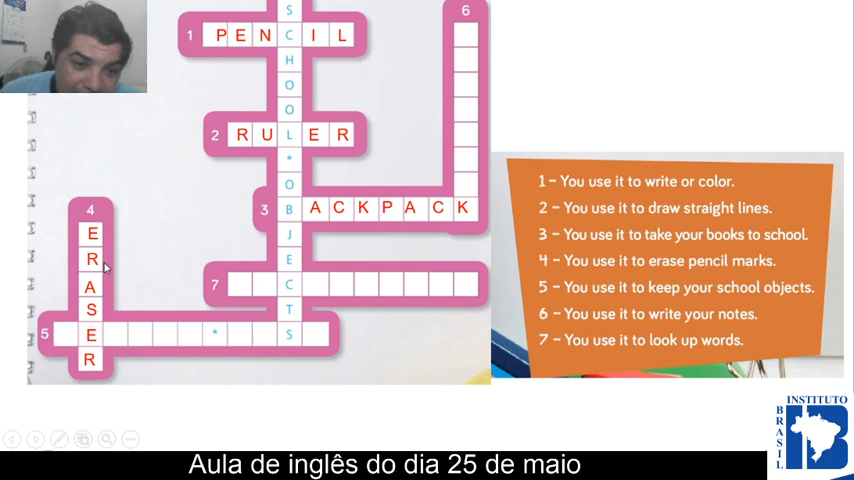 6
1 PENCIL
2 RULER
3 BACKPACK
4
ERASER
7
5 *
SCHOOL*OBJECTS
1 – You use it to write or color.
2 – You use it to draw straight lines.
3 – You use it to take your books to school.
4 – You use it to erase pencil marks.
5 – You use it to keep your school objects.
6 – You use it to write your notes.
7 – You use it to look up words.
INSTITUTO
BRASIL
IB
Aula de inglês do dia 25 de maio